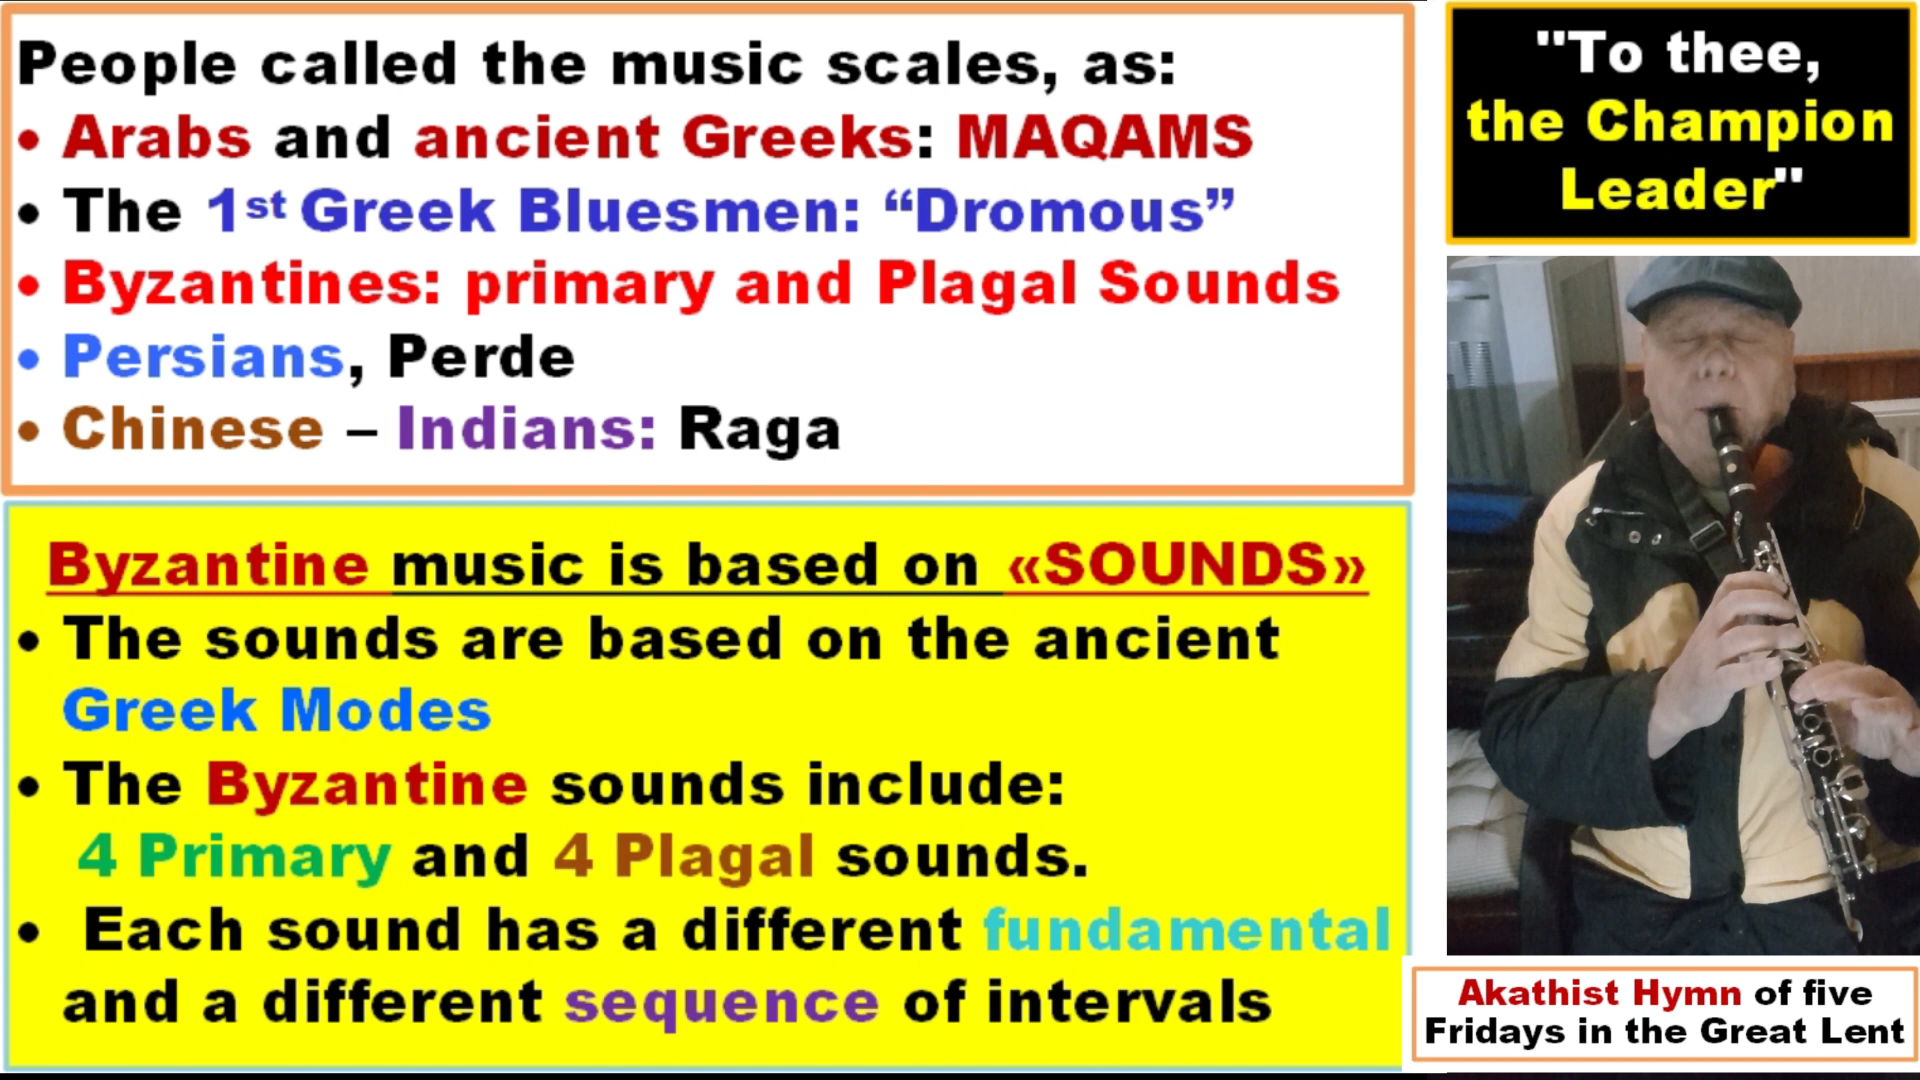 People called the music scales, as:
• Arabs and ancient Greeks: MAQAMS
• The 1st Greek Bluesmen: “Dromous”
• Byzantines: primary and Plagal Sounds
• Persians, Perde
• Chinese – Indians: Raga
Byzantine music is based on «SOUNDS»
• The sounds are based on the ancient
Greek Modes
• The Byzantine sounds include:
4 Primary and 4 Plagal sounds.
• Each sound has a different fundamental
and a different sequence of intervals
"To thee,
the Champion
Leader"
Akathist Hymn of five
Fridays in the Great Lent